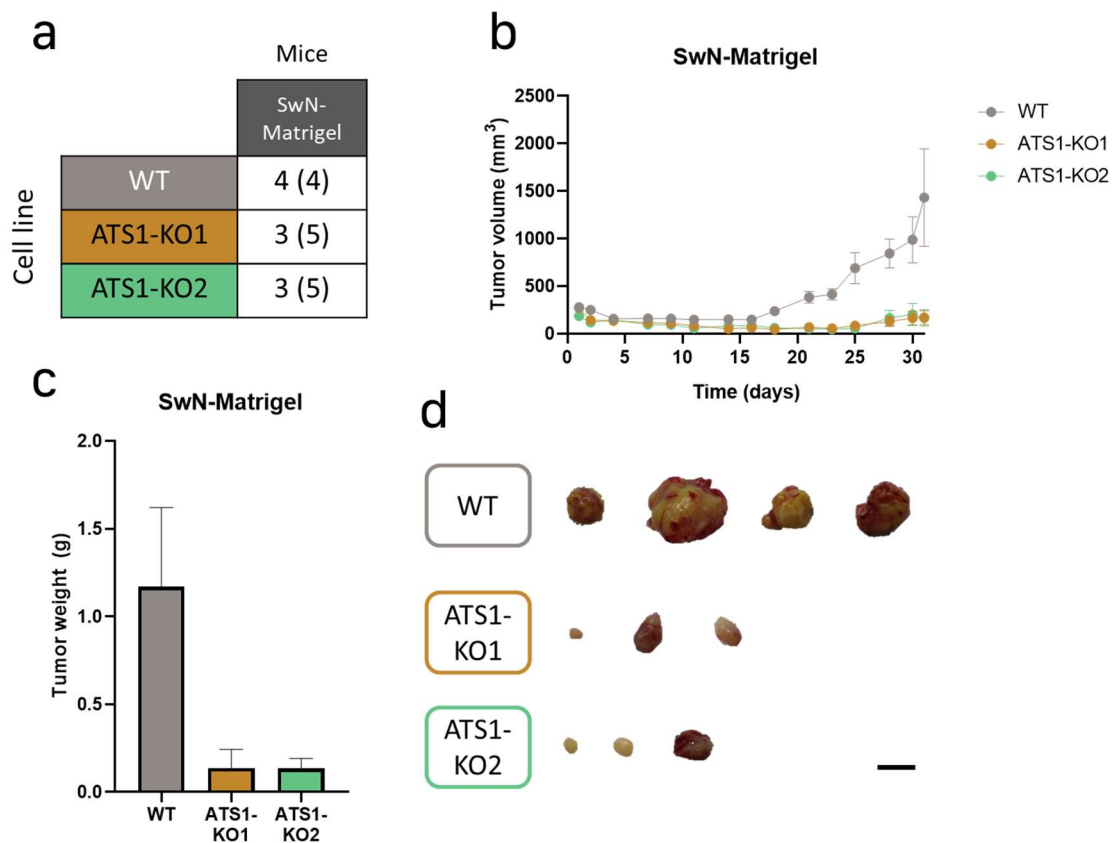 a
Mice
SwN-
Matrigel
Cell line
WT 4 (4)
ATS1-KO1 3 (5)
ATS1-KO2 3 (5)
b
SwN-Matrigel
Tumor volume (mm³)
2500
2000
1500
1000
500
0
0 5 10 15 20 25 30
Time (days)
WT
ATS1-KO1
ATS1-KO2
c
SwN-Matrigel
Tumor weight (g)
2.0
1.5
1.0
0.5
0.0
WT ATS1- ATS1-
KO1 KO2
d
WT
ATS1-
KO1
ATS1-
KO2